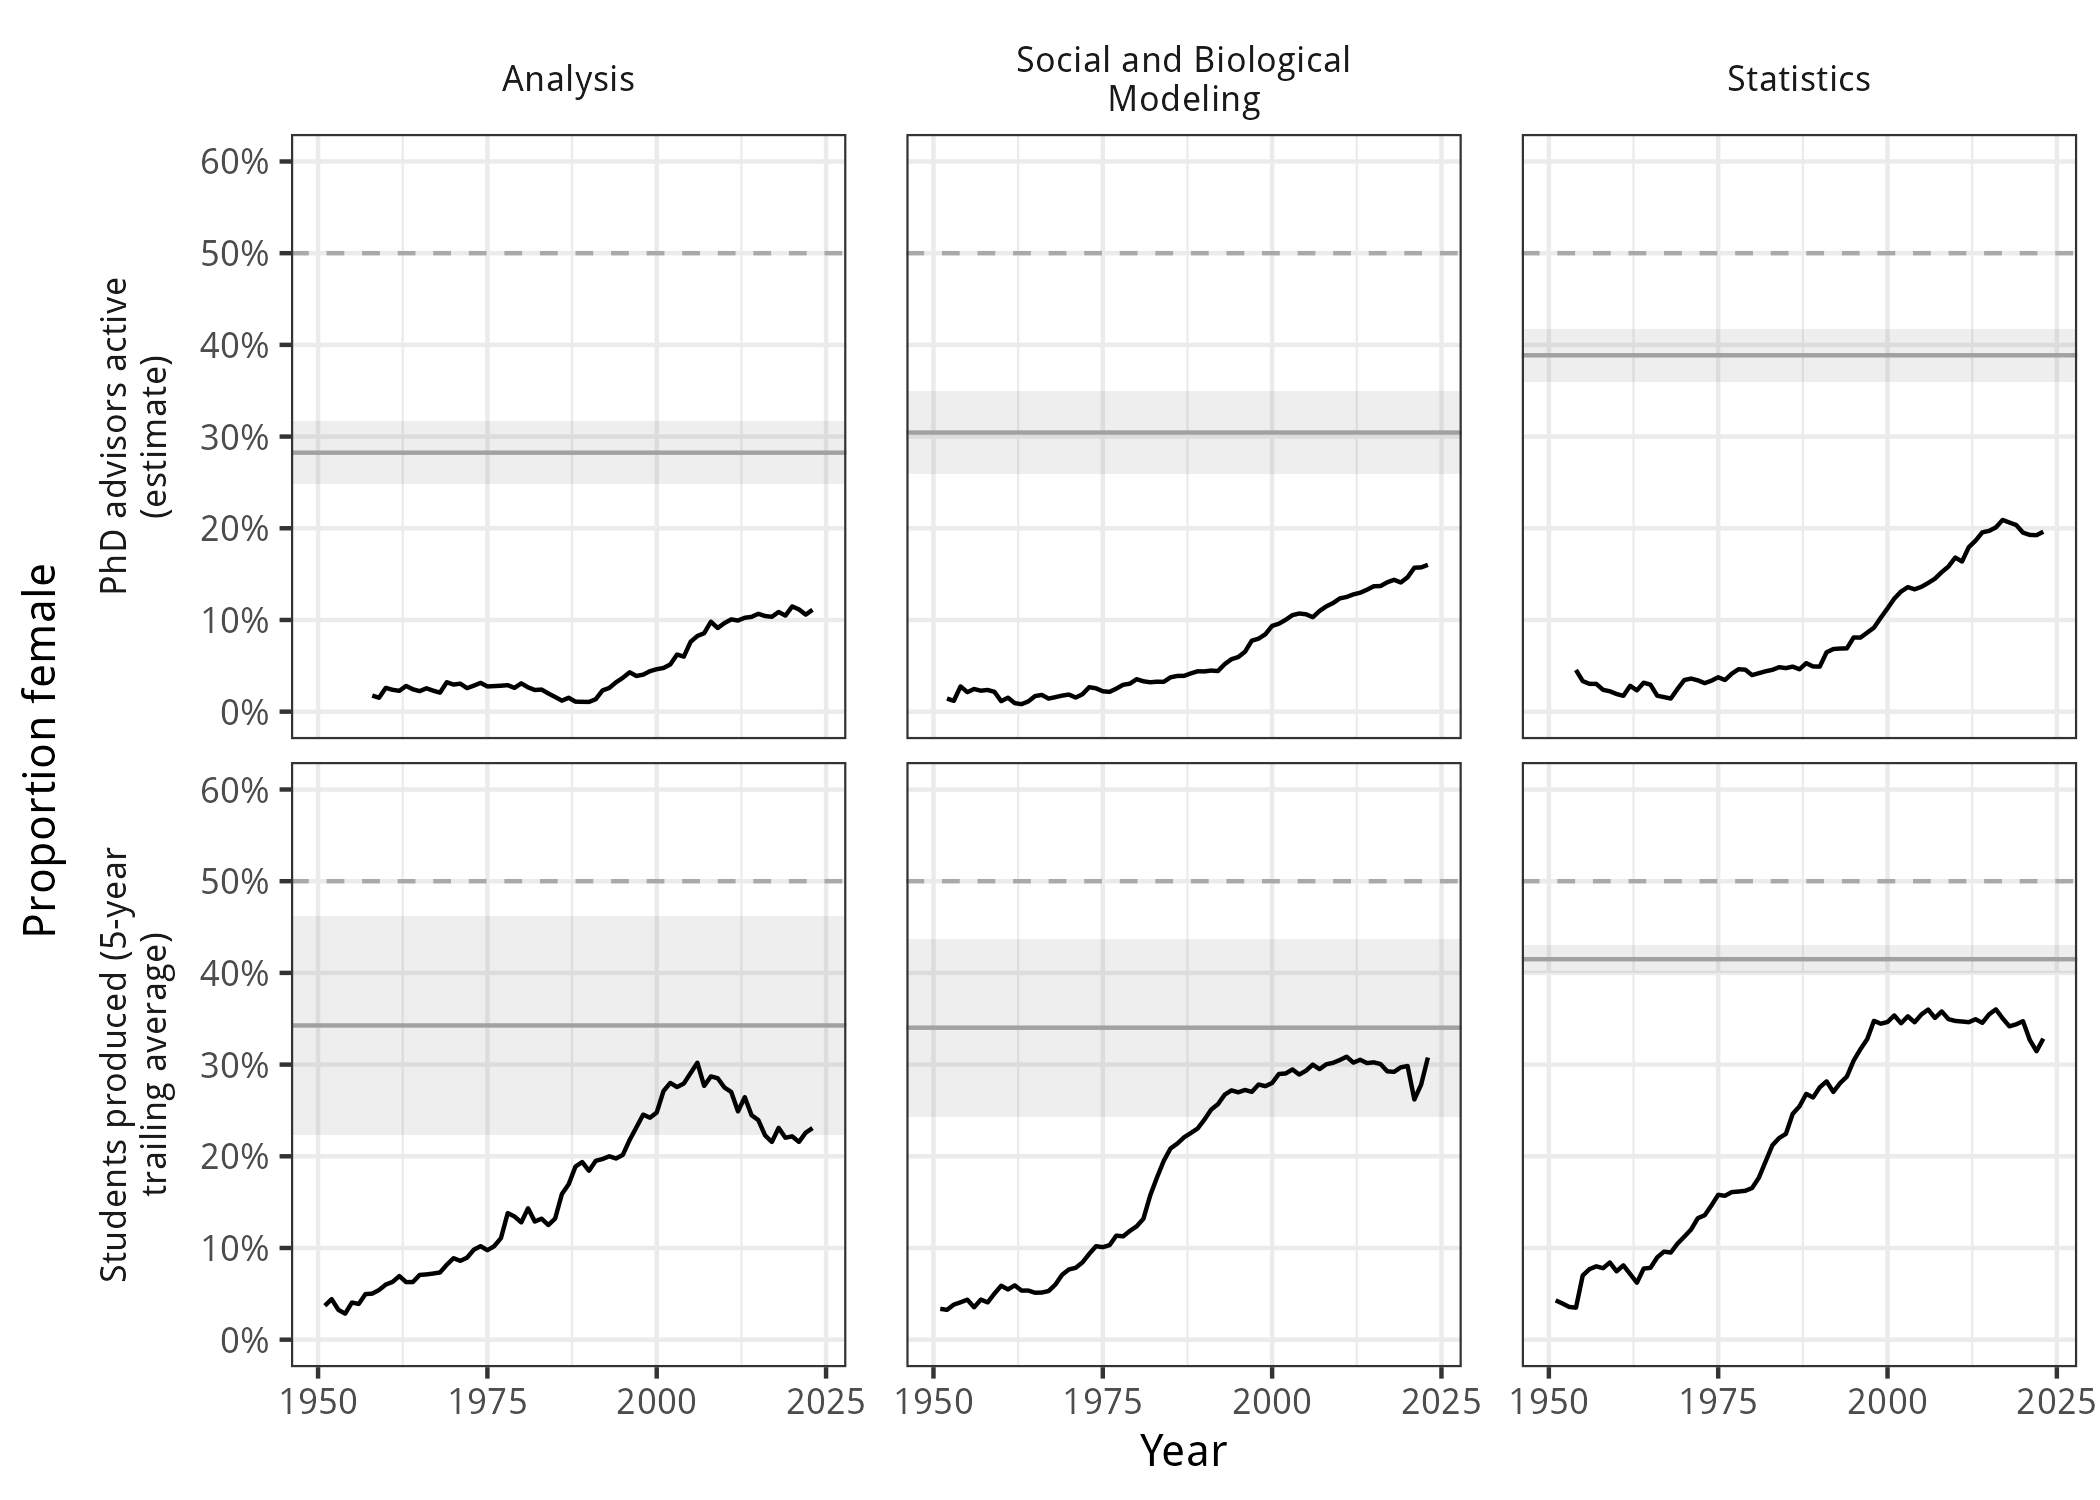 Analysis
Social and Biological
Modeling
Statistics
Proportion female
PhD advisors active
(estimate)
60%
50%
40%
30%
20%
10%
0%
Students produced (5-year
trailing average)
60%
50%
40%
30%
20%
10%
0%
1950 1975 2000 2025
1950 1975 2000 2025
1950 1975 2000 2025
Year